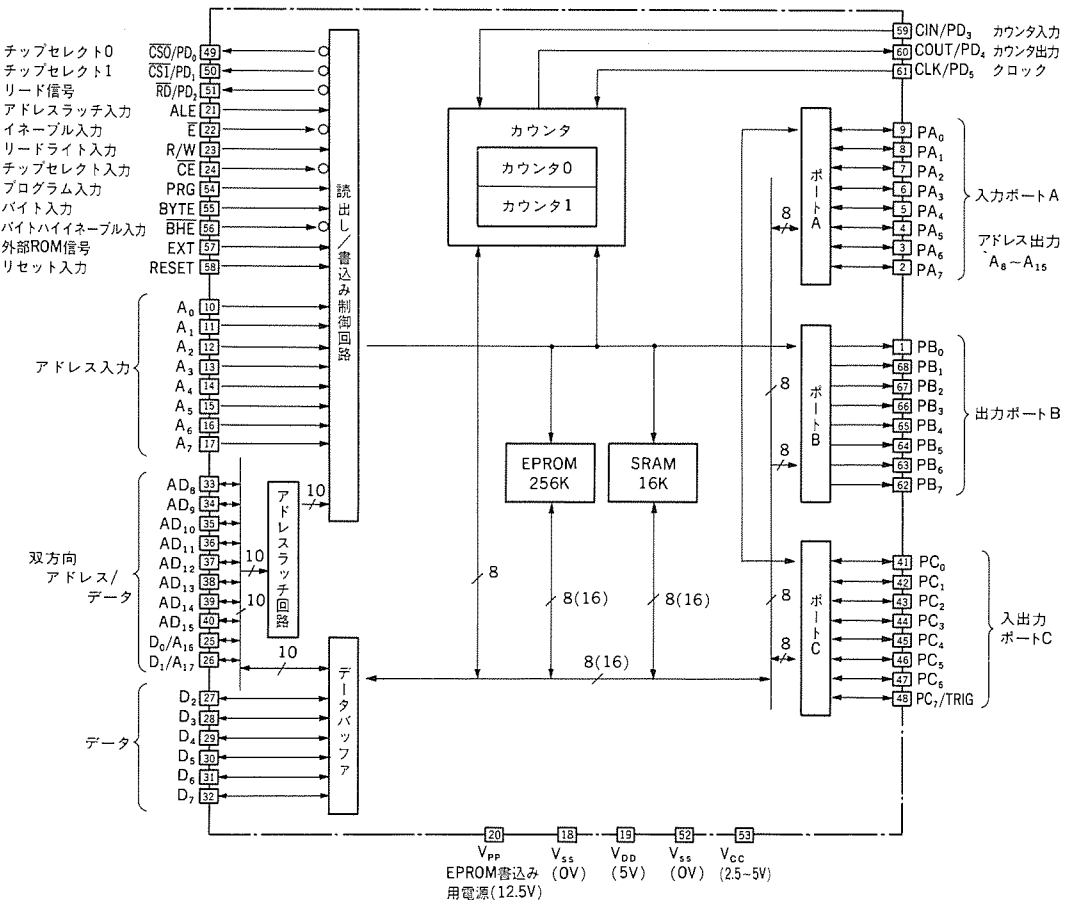 チップセレクト0 CS0/PD₀ 49
チップセレクト1 CS1/PD₁ 50
リード信号 RD/PD₂ 51
アドレスラッチ入力 ALE 21
イネーブル入力 E 22
リードライト入力 R/W 23
チップセレクト入力 CE 24
プログラム入力 PRG 54
バイト入力 BYTE 55
バイトハイイネーブル入力 BHE 56
外部ROM信号 EXT 57
リセット入力 RESET 58
アドレス入力
A₀ 10
A₁ 11
A₂ 12
A₃ 13
A₄ 14
A₅ 15
A₆ 16
A₇ 17
双方向
アドレス/
データ
AD₈ 33
AD₉ 34
AD₁₀ 35
AD₁₁ 36
AD₁₂ 37
AD₁₃ 38
AD₁₄ 39
AD₁₅ 40
D₀/A₁₆ 25
D₁/A₁₇ 26
データ
D₂ 27
D₃ 28
D₄ 29
D₅ 30
D₆ 31
D₇ 32
読出し/書込み制御回路
アドレスラッチ回路
10
10
10
10
データバッファ
カウンタ
カウンタ0
カウンタ1
EPROM
256K
SRAM
16K
8
8(16)
8(16)
8(16)
8
8
8
8
8
ポートA
ポートB
ポートC
59 CIN/PD₃ カウンタ入力
60 COUT/PD₄ カウンタ出力
61 CLK/PD₅ クロック
9 PA₀
8 PA₁
7 PA₂
6 PA₃
5 PA₄
4 PA₅
3 PA₆
2 PA₇
入力ポートA
アドレス出力
A₈~A₁₅
1 PB₀
68 PB₁
67 PB₂
66 PB₃
65 PB₄
64 PB₅
63 PB₆
62 PB₇
出力ポートB
41 PC₀
42 PC₁
43 PC₂
44 PC₃
45 PC₄
46 PC₅
47 PC₆
48 PC₇/TRIG
入出力
ポートC
20 18 19 52 53
VPP VSS VDD VSS VCC
EPROM書込み (0V) (5V) (0V) (2.5~5V)
用電源(12.5V)